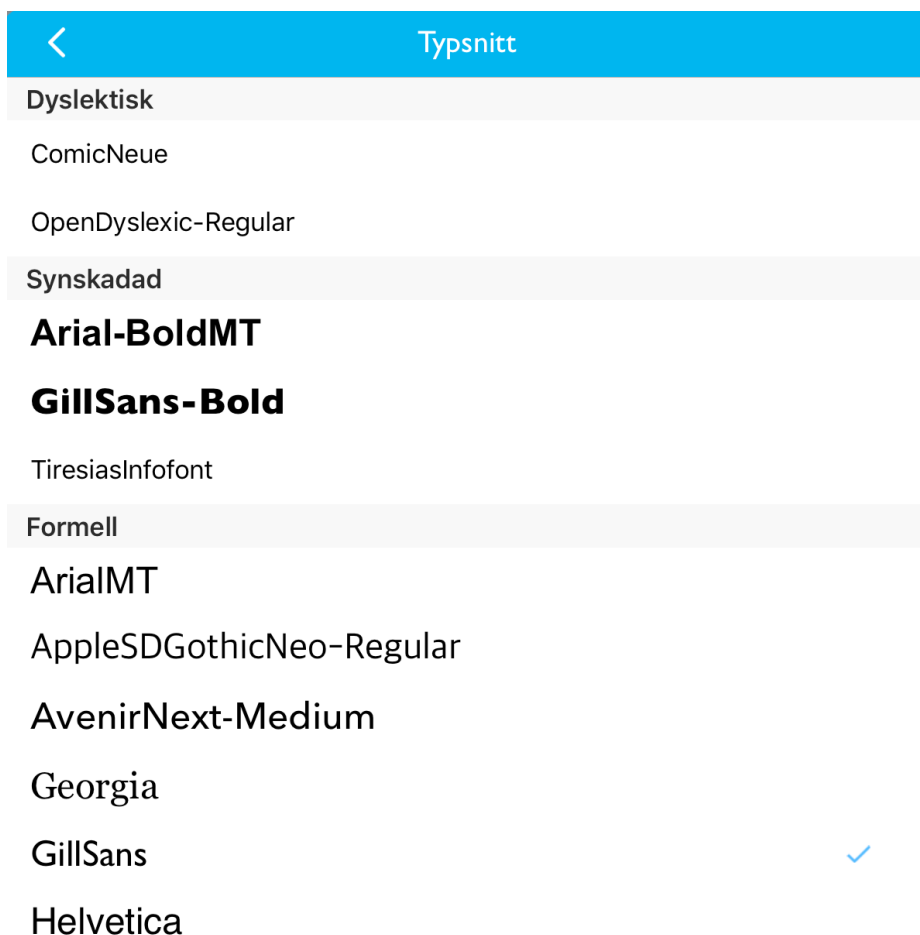 Typsnitt
Dyslektisk
ComicNeue
OpenDyslexic-Regular
Synskadad
Arial-BoldMT
GillSans-Bold
TiresiasInfofont
Formell
ArialMT
AppleSDGothicNeo-Regular
AvenirNext-Medium
Georgia
GillSans
Helvetica